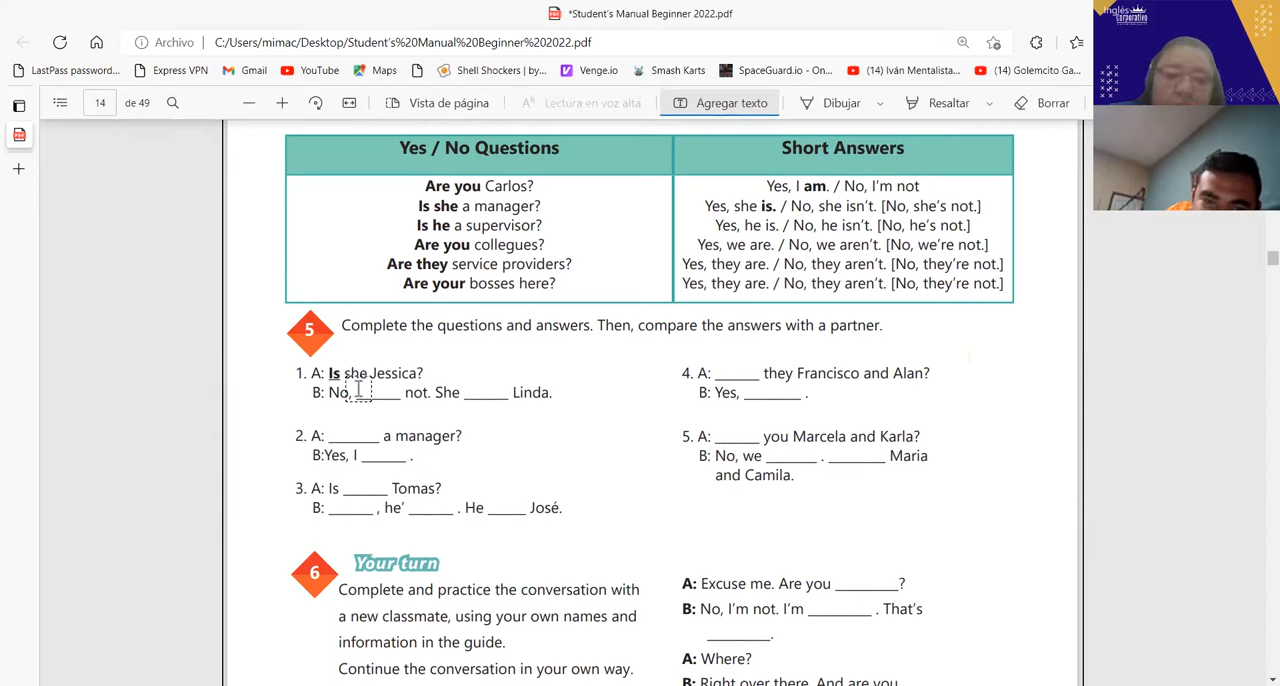 *Student's Manual Beginner 2022.pdf
Archivo C:/Users/mimac/Desktop/Student's%20Manual%20Beginner%202022.pdf
LastPass password...
Express VPN
Gmail
YouTube
Maps
Shell Shockers | by...
Venge.io
Smash Karts
SpaceGuard.io - On...
(14) Iván Mentalista...
(14) Golemcito Ga...
14 de 49
Vista de página
Lectura en voz alta
Agregar texto
Dibujar
Resaltar
Borrar
Inglés
Corporativo
Yes / No Questions
Short Answers
Are you Carlos?
Yes, I am. / No, I'm not
Is she a manager?
Yes, she is. / No, she isn't. [No, she's not.]
Is he a supervisor?
Yes, he is. / No, he isn't. [No, he's not.]
Are you collegues?
Yes, we are. / No, we aren't. [No, we're not.]
Are they service providers?
Yes, they are. / No, they aren't. [No, they're not.]
Are your bosses here?
Yes, they are. / No, they aren't. [No, they're not.]
5 Complete the questions and answers. Then, compare the answers with a partner.
1. A: Is she Jessica?
B: No, ______ not. She ______ Linda.
2. A: _______ a manager?
B:Yes, I ______ .
3. A: Is ______ Tomas?
B: ______ , he' ______ . He _____ José.
4. A: ______ they Francisco and Alan?
B: Yes, ________ .
5. A: ______ you Marcela and Karla?
B: No, we _______ . ________ Maria
and Camila.
6 Your turn
Complete and practice the conversation with
a new classmate, using your own names and
information in the guide.
Continue the conversation in your own way.
A: Excuse me. Are you _________?
B: No, I'm not. I'm _________ . That's
_________.
A: Where?
B: Right over there. And are you